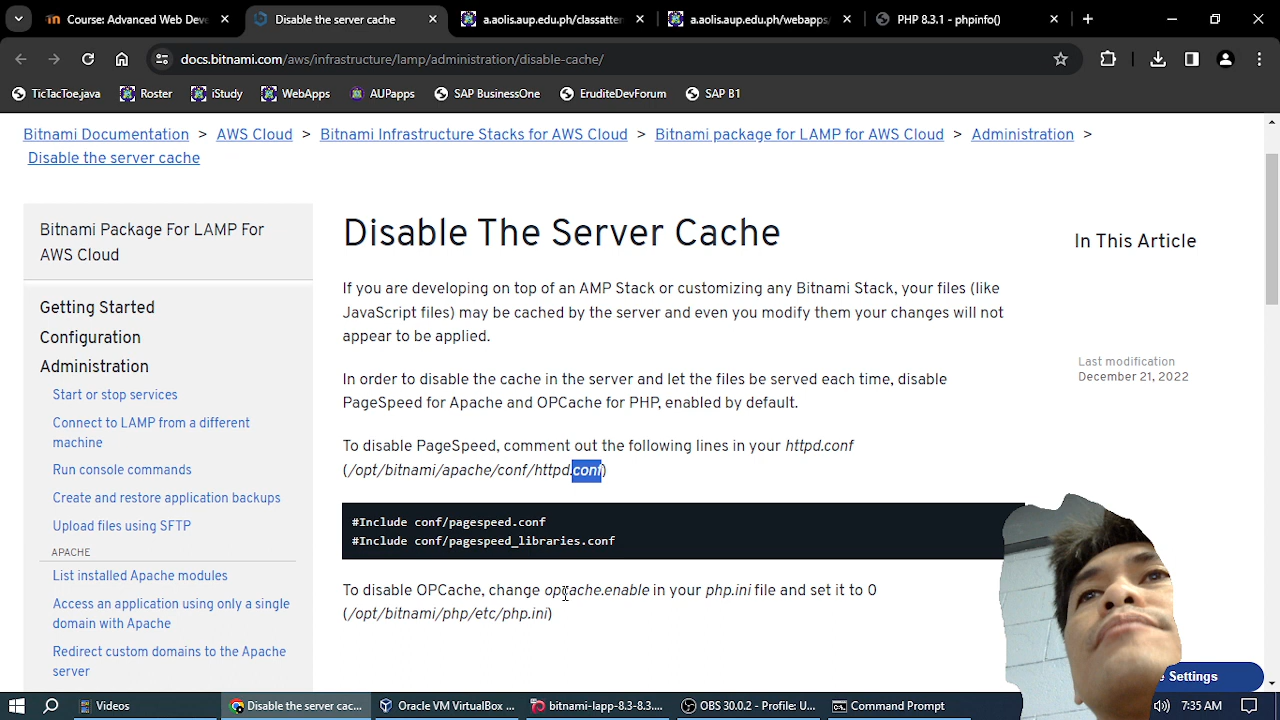 Course: Advanced Web Deve
Disable the server cache
a.aolis.aup.edu.ph/classatter
a.aolis.aup.edu.ph/webapps/
PHP 8.3.1 - phpinfo()
docs.bitnami.com/aws/infrastructure/lamp/administration/disable-cache/
TicTacToe.java
Roster
iStudy
WebApps
AUPapps
SAP BusinessOne
EruditeDevForum
SAP B1
Bitnami Documentation > AWS Cloud > Bitnami Infrastructure Stacks for AWS Cloud > Bitnami package for LAMP for AWS Cloud > Administration >
Disable the server cache
Bitnami Package For LAMP For
AWS Cloud
Getting Started
Configuration
Administration
Start or stop services
Connect to LAMP from a different
machine
Run console commands
Create and restore application backups
Upload files using SFTP
APACHE
List installed Apache modules
Access an application using only a single
domain with Apache
Redirect custom domains to the Apache
server
Disable The Server Cache
If you are developing on top of an AMP Stack or customizing any Bitnami Stack, your files (like
JavaScript files) may be cached by the server and even you modify them your changes will not
appear to be applied.
In order to disable the cache in the server and let the files be served each time, disable
PageSpeed for Apache and OPCache for PHP, enabled by default.
To disable PageSpeed, comment out the following lines in your httpd.conf
(/opt/bitnami/apache/conf/httpd.conf)
#Include conf/pagespeed.conf
#Include conf/pagespeed_libraries.conf
To disable OPCache, change opcache.enable in your php.ini file and set it to 0
(/opt/bitnami/php/etc/php.ini)
In This Article
Last modification
December 21, 2022
Settings
Videos
Disable the server cac...
Oracle VM VirtualBox ...
bitnami-lapp-8.3-8.3....
OBS 30.0.2 - Profile: U...
Command Prompt
7:35 AM